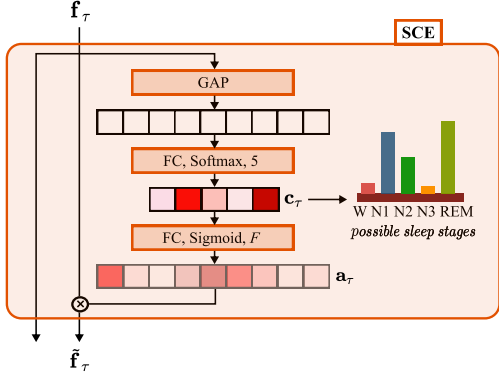 f_τ
SCE
GAP
FC, Softmax, 5
c_τ
W N1 N2 N3 REM
possible sleep stages
FC, Sigmoid, F
a_τ
f̃_τ